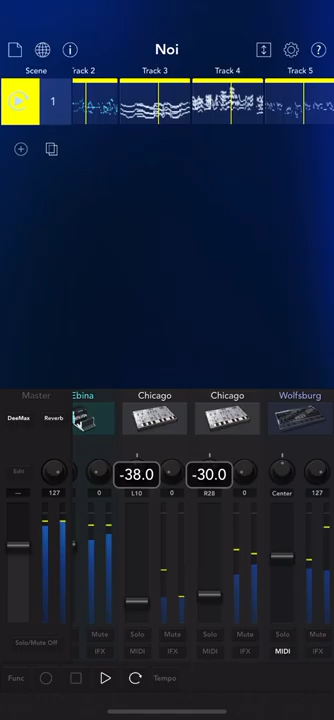 Noi
Scene
Track 2
Track 3
Track 4
Track 5
1
Master
Ebina
Chicago
Chicago
Wolfsburg
DeeMax
Reverb
Edit
-38.0
-30.0
---
127
0
L10
0
R28
0
Center
127
Solo/Mute Off
Mute
Solo
Mute
Solo
Mute
Solo
Mute
IFX
MIDI
IFX
MIDI
IFX
MIDI
IFX
Func
Tempo